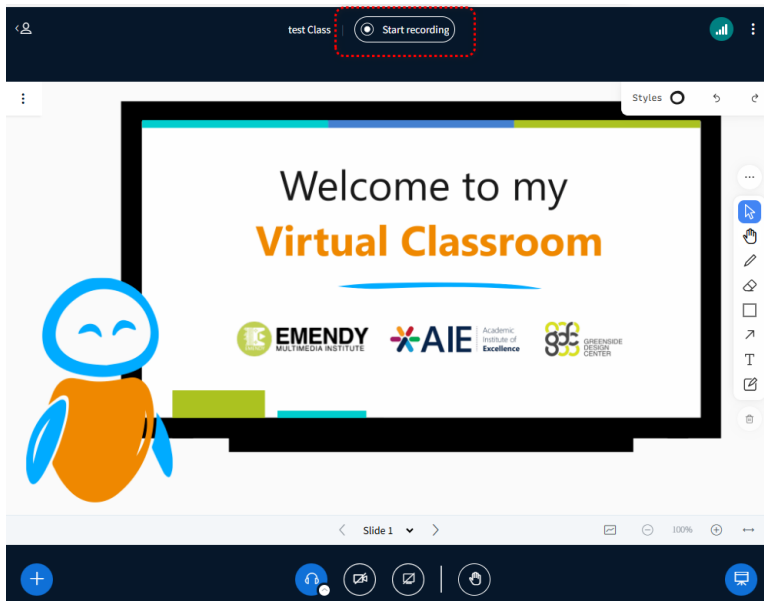 test Class
Start recording
Styles
Welcome to my
Virtual Classroom
EMENDY
MULTIMEDIA INSTITUTE
AIE
Academic
Institute of
Excellence
gdc
GREENSIDE
DESIGN
CENTER
T
Slide 1
100%